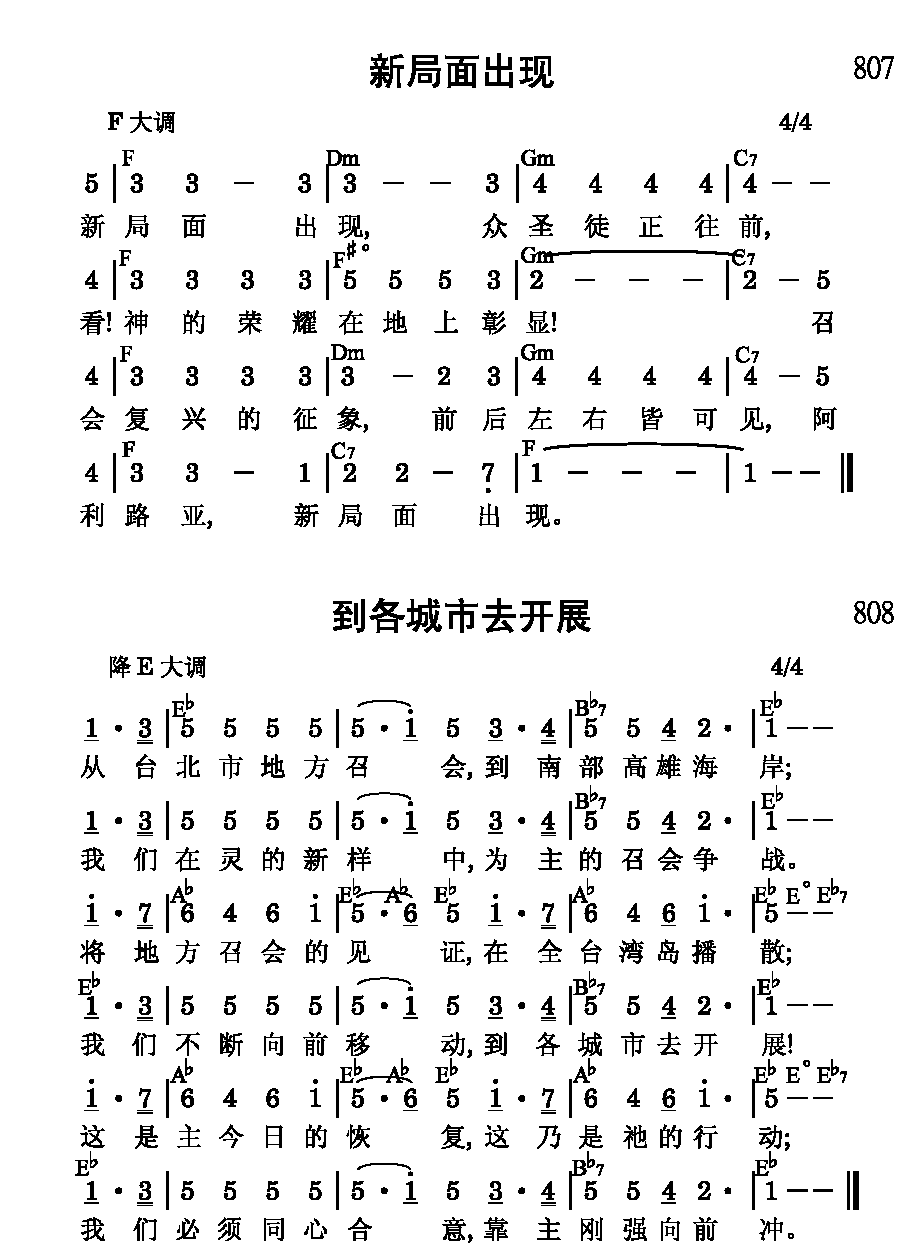 新局面出现 807
F 大调 4/4
F Dm Gm C7
5 | 3 3 – 3 | 3 – – 3 | 4 4 4 4 | 4 – –
新局面 出现, 众圣徒正往前,
F F♯° Gm C7
4 | 3 3 3 3 | 5 5 5 3 | 2 – – – | 2 – 5
看!神的荣耀在地上彰显! 召
F Dm Gm C7
4 | 3 3 3 3 | 3 – 2 3 | 4 4 4 4 | 4 – 5
会复兴的征象, 前后左右皆可见, 阿
F C7 F
4 | 3 3 – 1 | 2 2 – 7̣ | 1 – – – | 1 – – ‖
利路亚, 新局面 出现。
到各城市去开展 808
降 E 大调 4/4
E♭ B♭7 E♭
1 · 3 | 5 5 5 5 | 5 · i 5 3 · 4 | 5 5 4 2 · | 1 – –
从台北市地方召 会,到南部高雄海岸;
B♭7 E♭
1 · 3 | 5 5 5 5 | 5 · i 5 3 · 4 | 5 5 4 2 · | 1 – –
我们在灵的新样 中,为主的召会争战。
A♭ E♭ A♭ E♭ A♭ E♭ E° E♭7
i · 7 | 6 4 6 i | 5 · 6 5 i · 7 | 6 4 6 i · | 5 – –
将地方召会的见 证,在全台湾岛播散;
E♭ B♭7 E♭
1 · 3 | 5 5 5 5 | 5 · i 5 3 · 4 | 5 5 4 2 · | 1 – –
我们不断向前移 动,到各城市去开展!
A♭ E♭ A♭ E♭ A♭ E♭ E° E♭7
i · 7 | 6 4 6 i | 5 · 6 5 i · 7 | 6 4 6 i · | 5 – –
这是主今日的恢 复,这乃是祂的行动;
E♭ B♭7 E♭
1 · 3 | 5 5 5 5 | 5 · i 5 3 · 4 | 5 5 4 2 · | 1 – – ‖
我们必须同心合 意,靠主刚强向前冲。